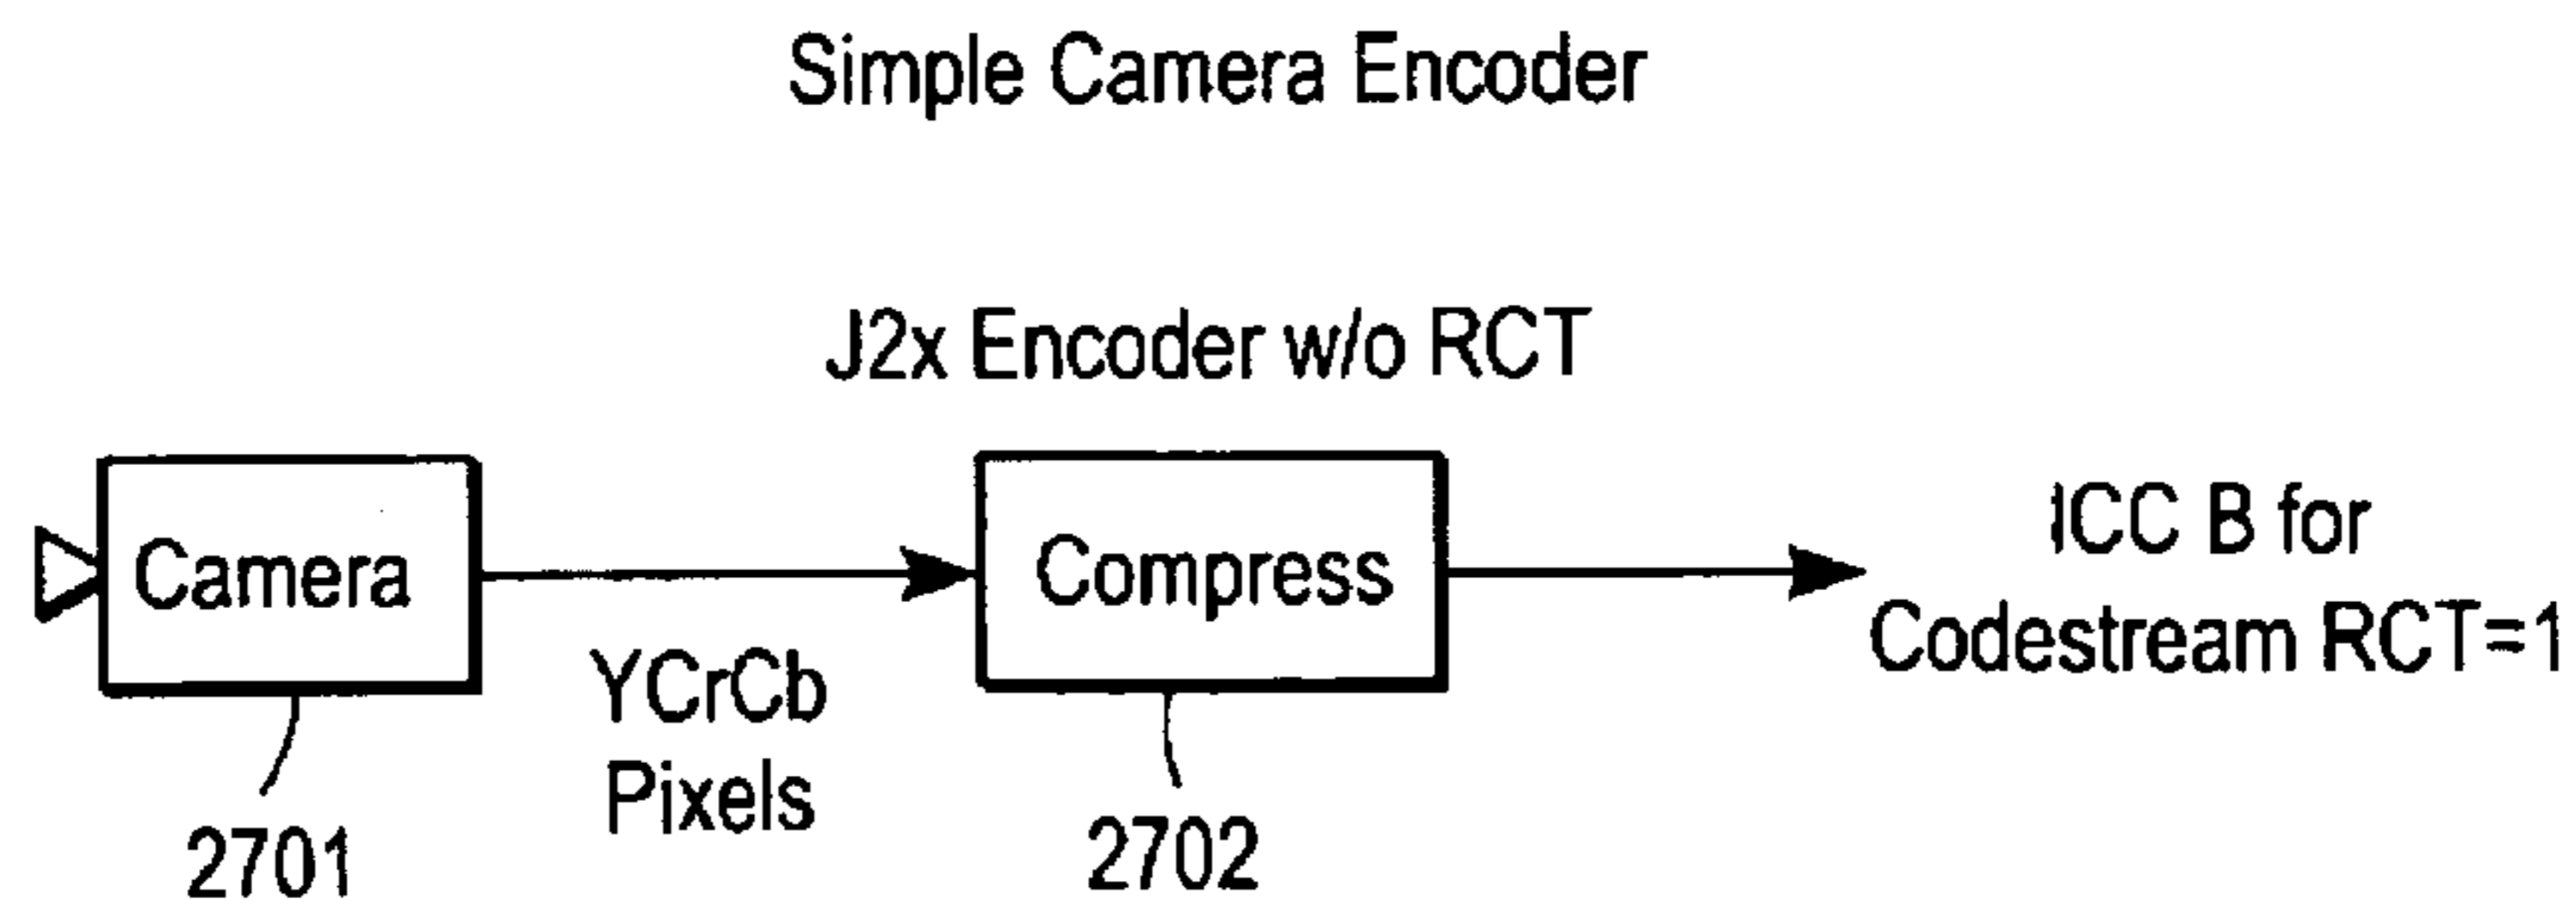 Simple Camera Encoder
J2x Encoder w/o RCT
Camera
YCrCb
Pixels
Compress
ICC B for
Codestream RCT=1
2701
2702